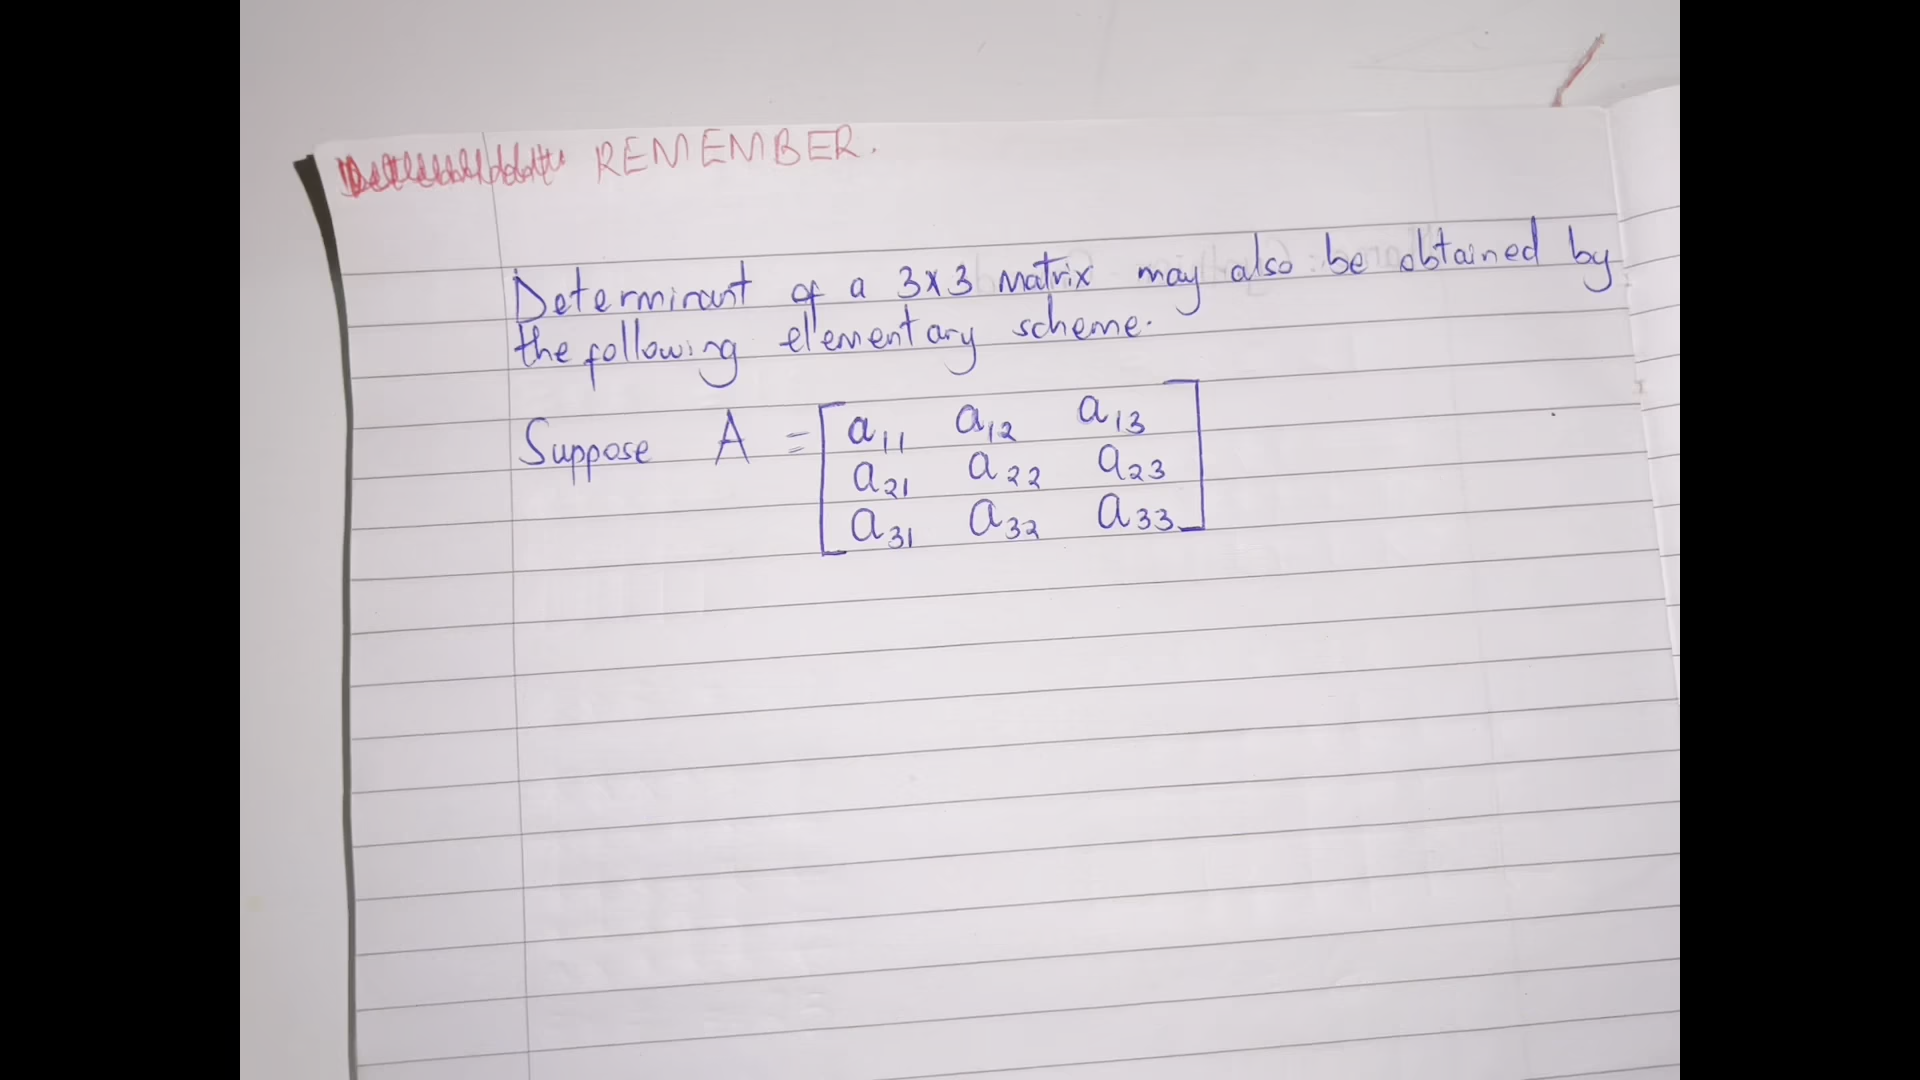 REMEMBER.
Determinant of a 3x3 matrix may also be obtained by
the following elementary scheme.
Suppose A = [a11 a12 a13
a21 a22 a23
a31 a32 a33]